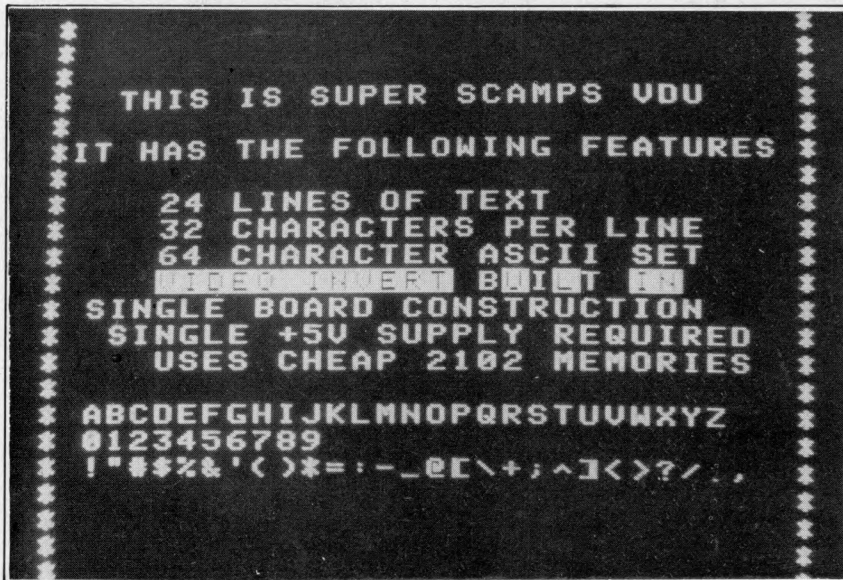 *                               *
*                               *
*                               *
*  THIS IS SUPER SCAMPS VDU    *
*                               *
*IT HAS THE FOLLOWING FEATURES *
*                               *
*    24 LINES OF TEXT           *
*    32 CHARACTERS PER LINE     *
*    64 CHARACTER ASCII SET     *
*    VIDEO INVERT BUILT IN      *
* SINGLE BOARD CONSTRUCTION     *
*  SINGLE +5V SUPPLY REQUIRED   *
*    USES CHEAP 2102 MEMORIES   *
*                               *
* ABCDEFGHIJKLMNOPQRSTUVWXYZ    *
* 0123456789                    *
* !"#$%&'()*=:-_@[\+;^]<>?/.,   *
*                               *
*                               *
*                               *
*                               *